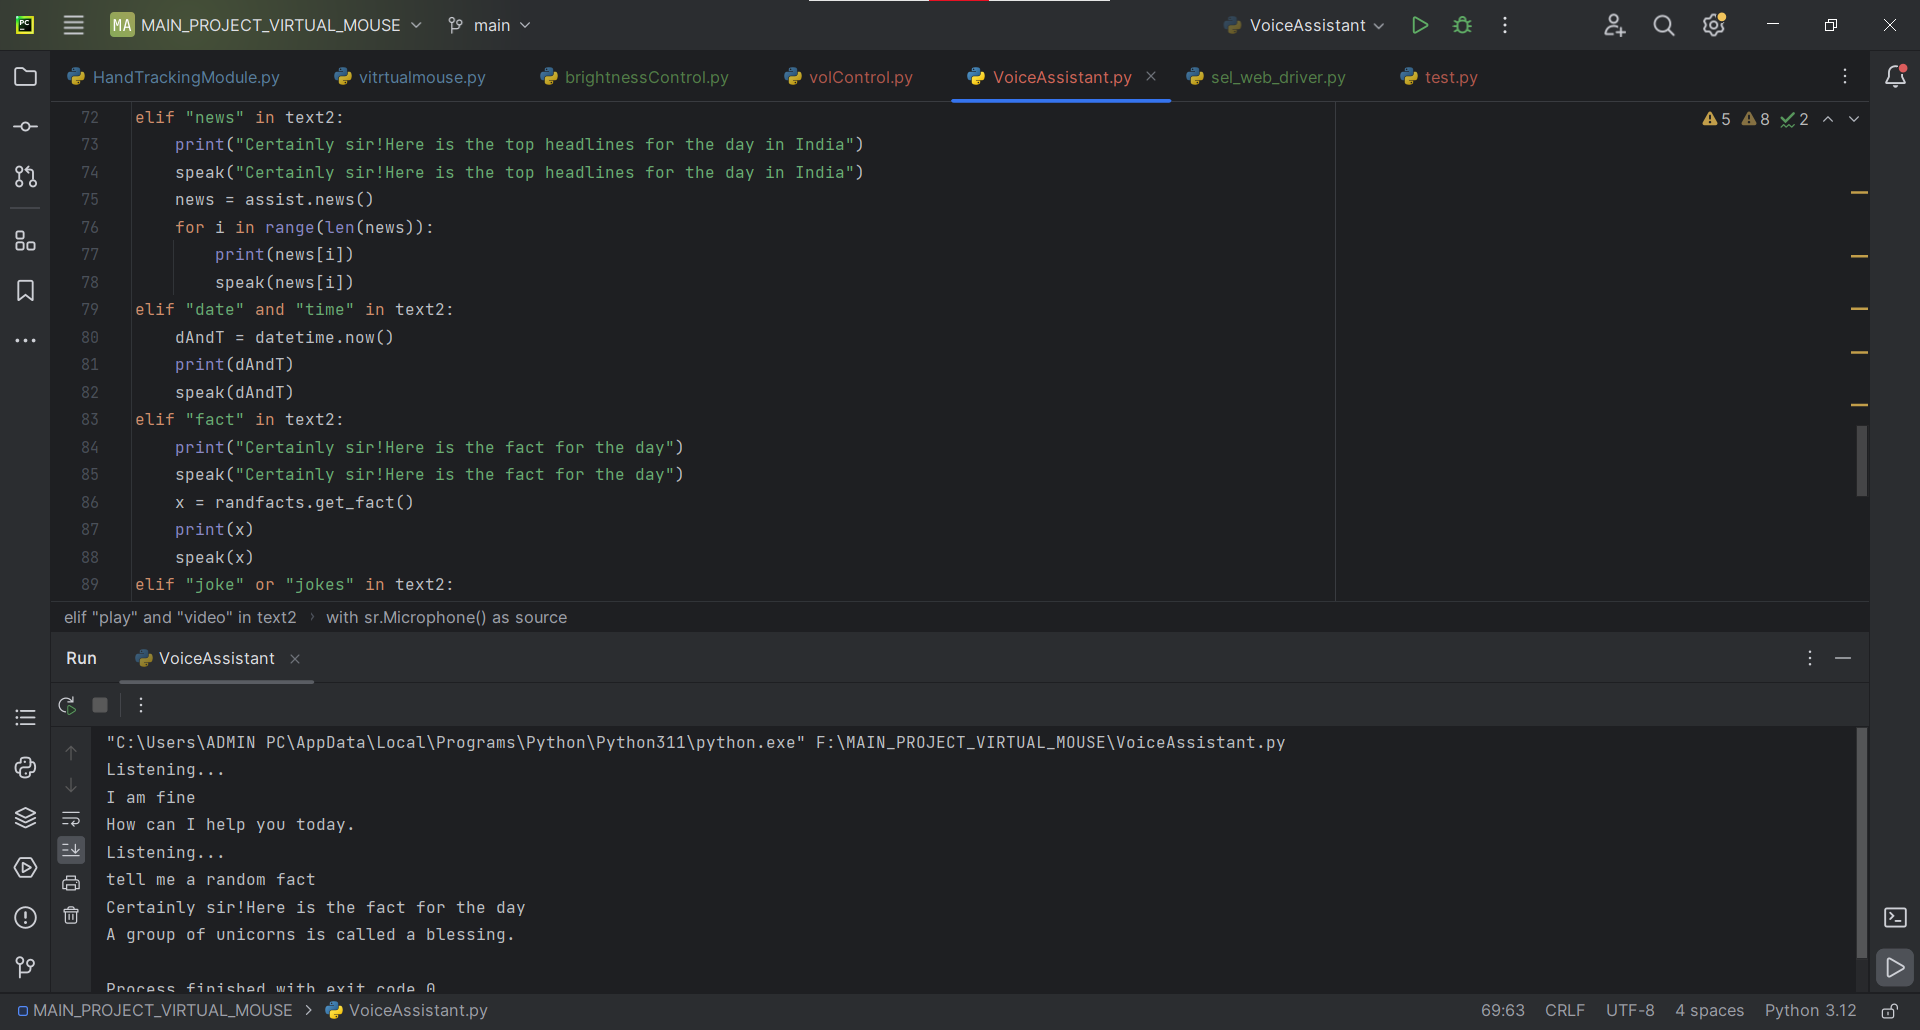 PC MA MAIN_PROJECT_VIRTUAL_MOUSE main VoiceAssistant
HandTrackingModule.py vitrtualmouse.py brightnessControl.py volControl.py VoiceAssistant.py sel_web_driver.py test.py
5 8 2
72 elif "news" in text2:
73 print("Certainly sir!Here is the top headlines for the day in India")
74 speak("Certainly sir!Here is the top headlines for the day in India")
75 news = assist.news()
76 for i in range(len(news)):
77 print(news[i])
78 speak(news[i])
79 elif "date" and "time" in text2:
80 dAndT = datetime.now()
81 print(dAndT)
82 speak(dAndT)
83 elif "fact" in text2:
84 print("Certainly sir!Here is the fact for the day")
85 speak("Certainly sir!Here is the fact for the day")
86 x = randfacts.get_fact()
87 print(x)
88 speak(x)
89 elif "joke" or "jokes" in text2:
elif "play" and "video" in text2 › with sr.Microphone() as source
Run VoiceAssistant
"C:\Users\ADMIN PC\AppData\Local\Programs\Python\Python311\python.exe" F:\MAIN_PROJECT_VIRTUAL_MOUSE\VoiceAssistant.py
Listening...
I am fine
How can I help you today.
Listening...
tell me a random fact
Certainly sir!Here is the fact for the day
A group of unicorns is called a blessing.
Process finished with exit code 0
MAIN_PROJECT_VIRTUAL_MOUSE > VoiceAssistant.py 69:63 CRLF UTF-8 4 spaces Python 3.12